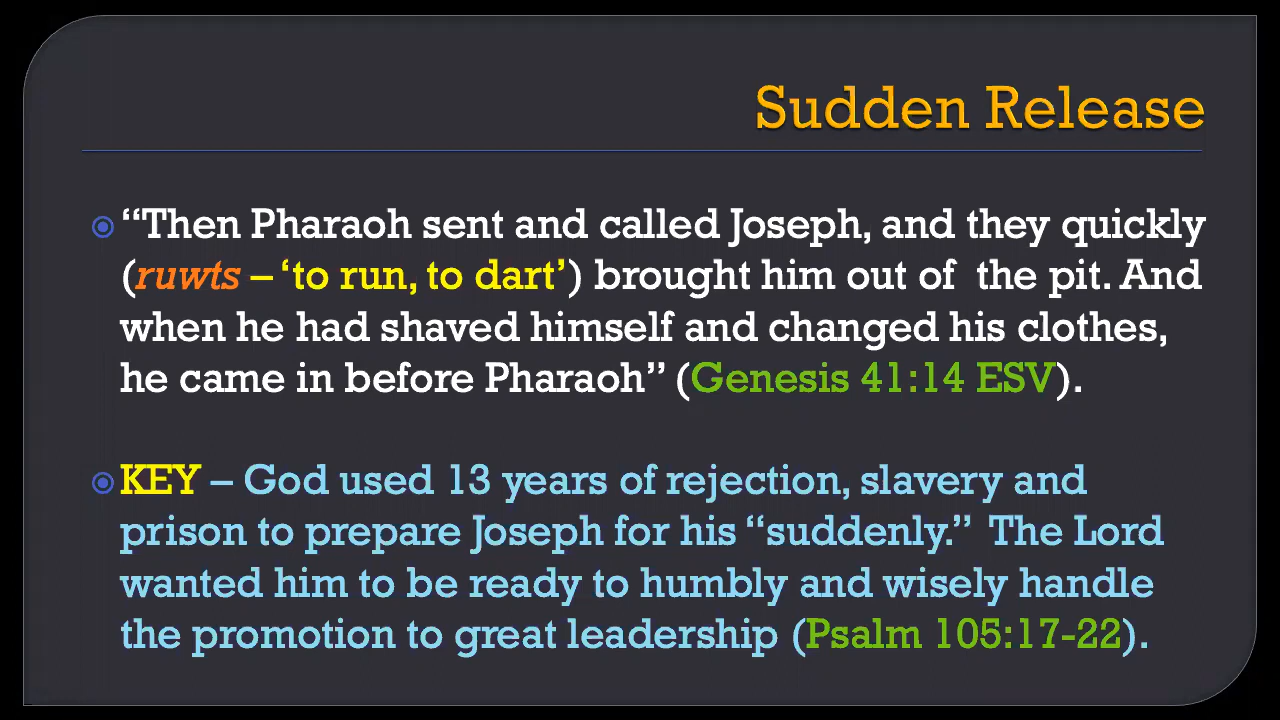 Sudden Release
“Then Pharaoh sent and called Joseph, and they quickly
(ruwts – ‘to run, to dart’) brought him out of  the pit. And
when he had shaved himself and changed his clothes,
he came in before Pharaoh” (Genesis 41:14 ESV).
KEY – God used 13 years of rejection, slavery and
prison to prepare Joseph for his “suddenly.”  The Lord
wanted him to be ready to humbly and wisely handle
the promotion to great leadership (Psalm 105:17-22).